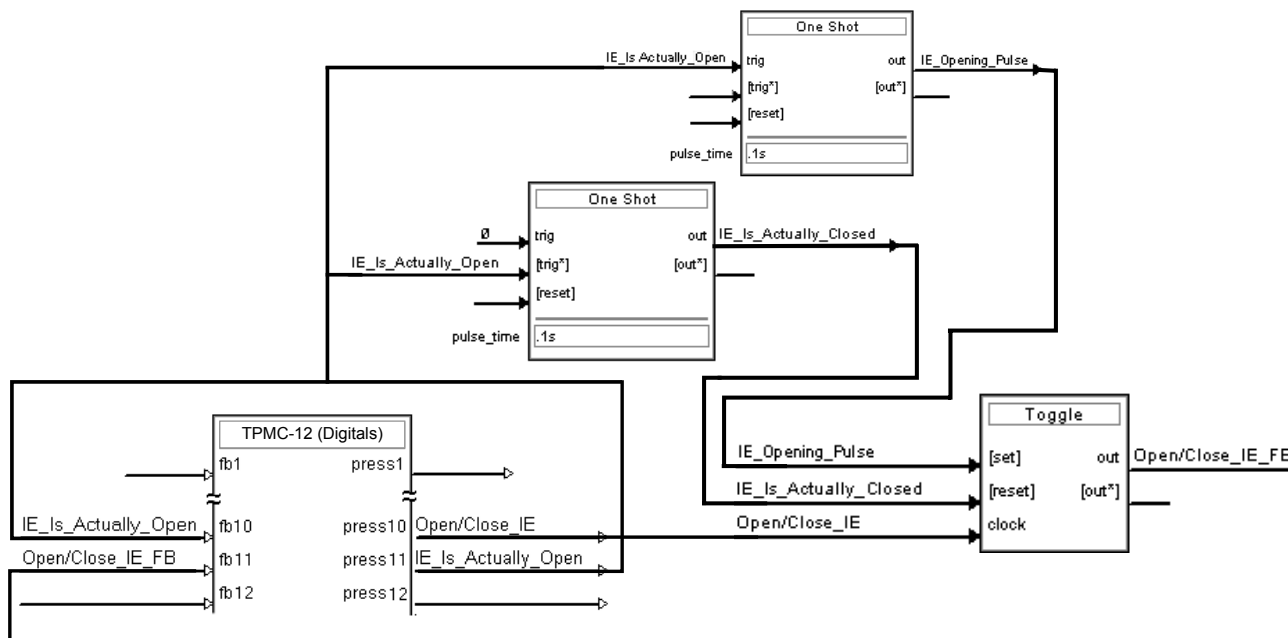 One Shot
IE_Is Actually_Open
trig
out
IE_Opening_Pulse
[trig*]
[out*]
[reset]
pulse_time
.1s
One Shot
Ø
trig
out
IE_Is_Actually_Closed
IE_Is_Actually_Open
[trig*]
[out*]
[reset]
pulse_time
.1s
TPMC-12 (Digitals)
fb1
press1
IE_Is_Actually_Open
fb10
press10
Open/Close_IE
Open/Close_IE_FB
fb11
press11
IE_Is_Actually_Open
fb12
press12
Toggle
IE_Opening_Pulse
[set]
out
Open/Close_IE_FB
IE_Is_Actually_Closed
[reset]
[out*]
Open/Close_IE
clock